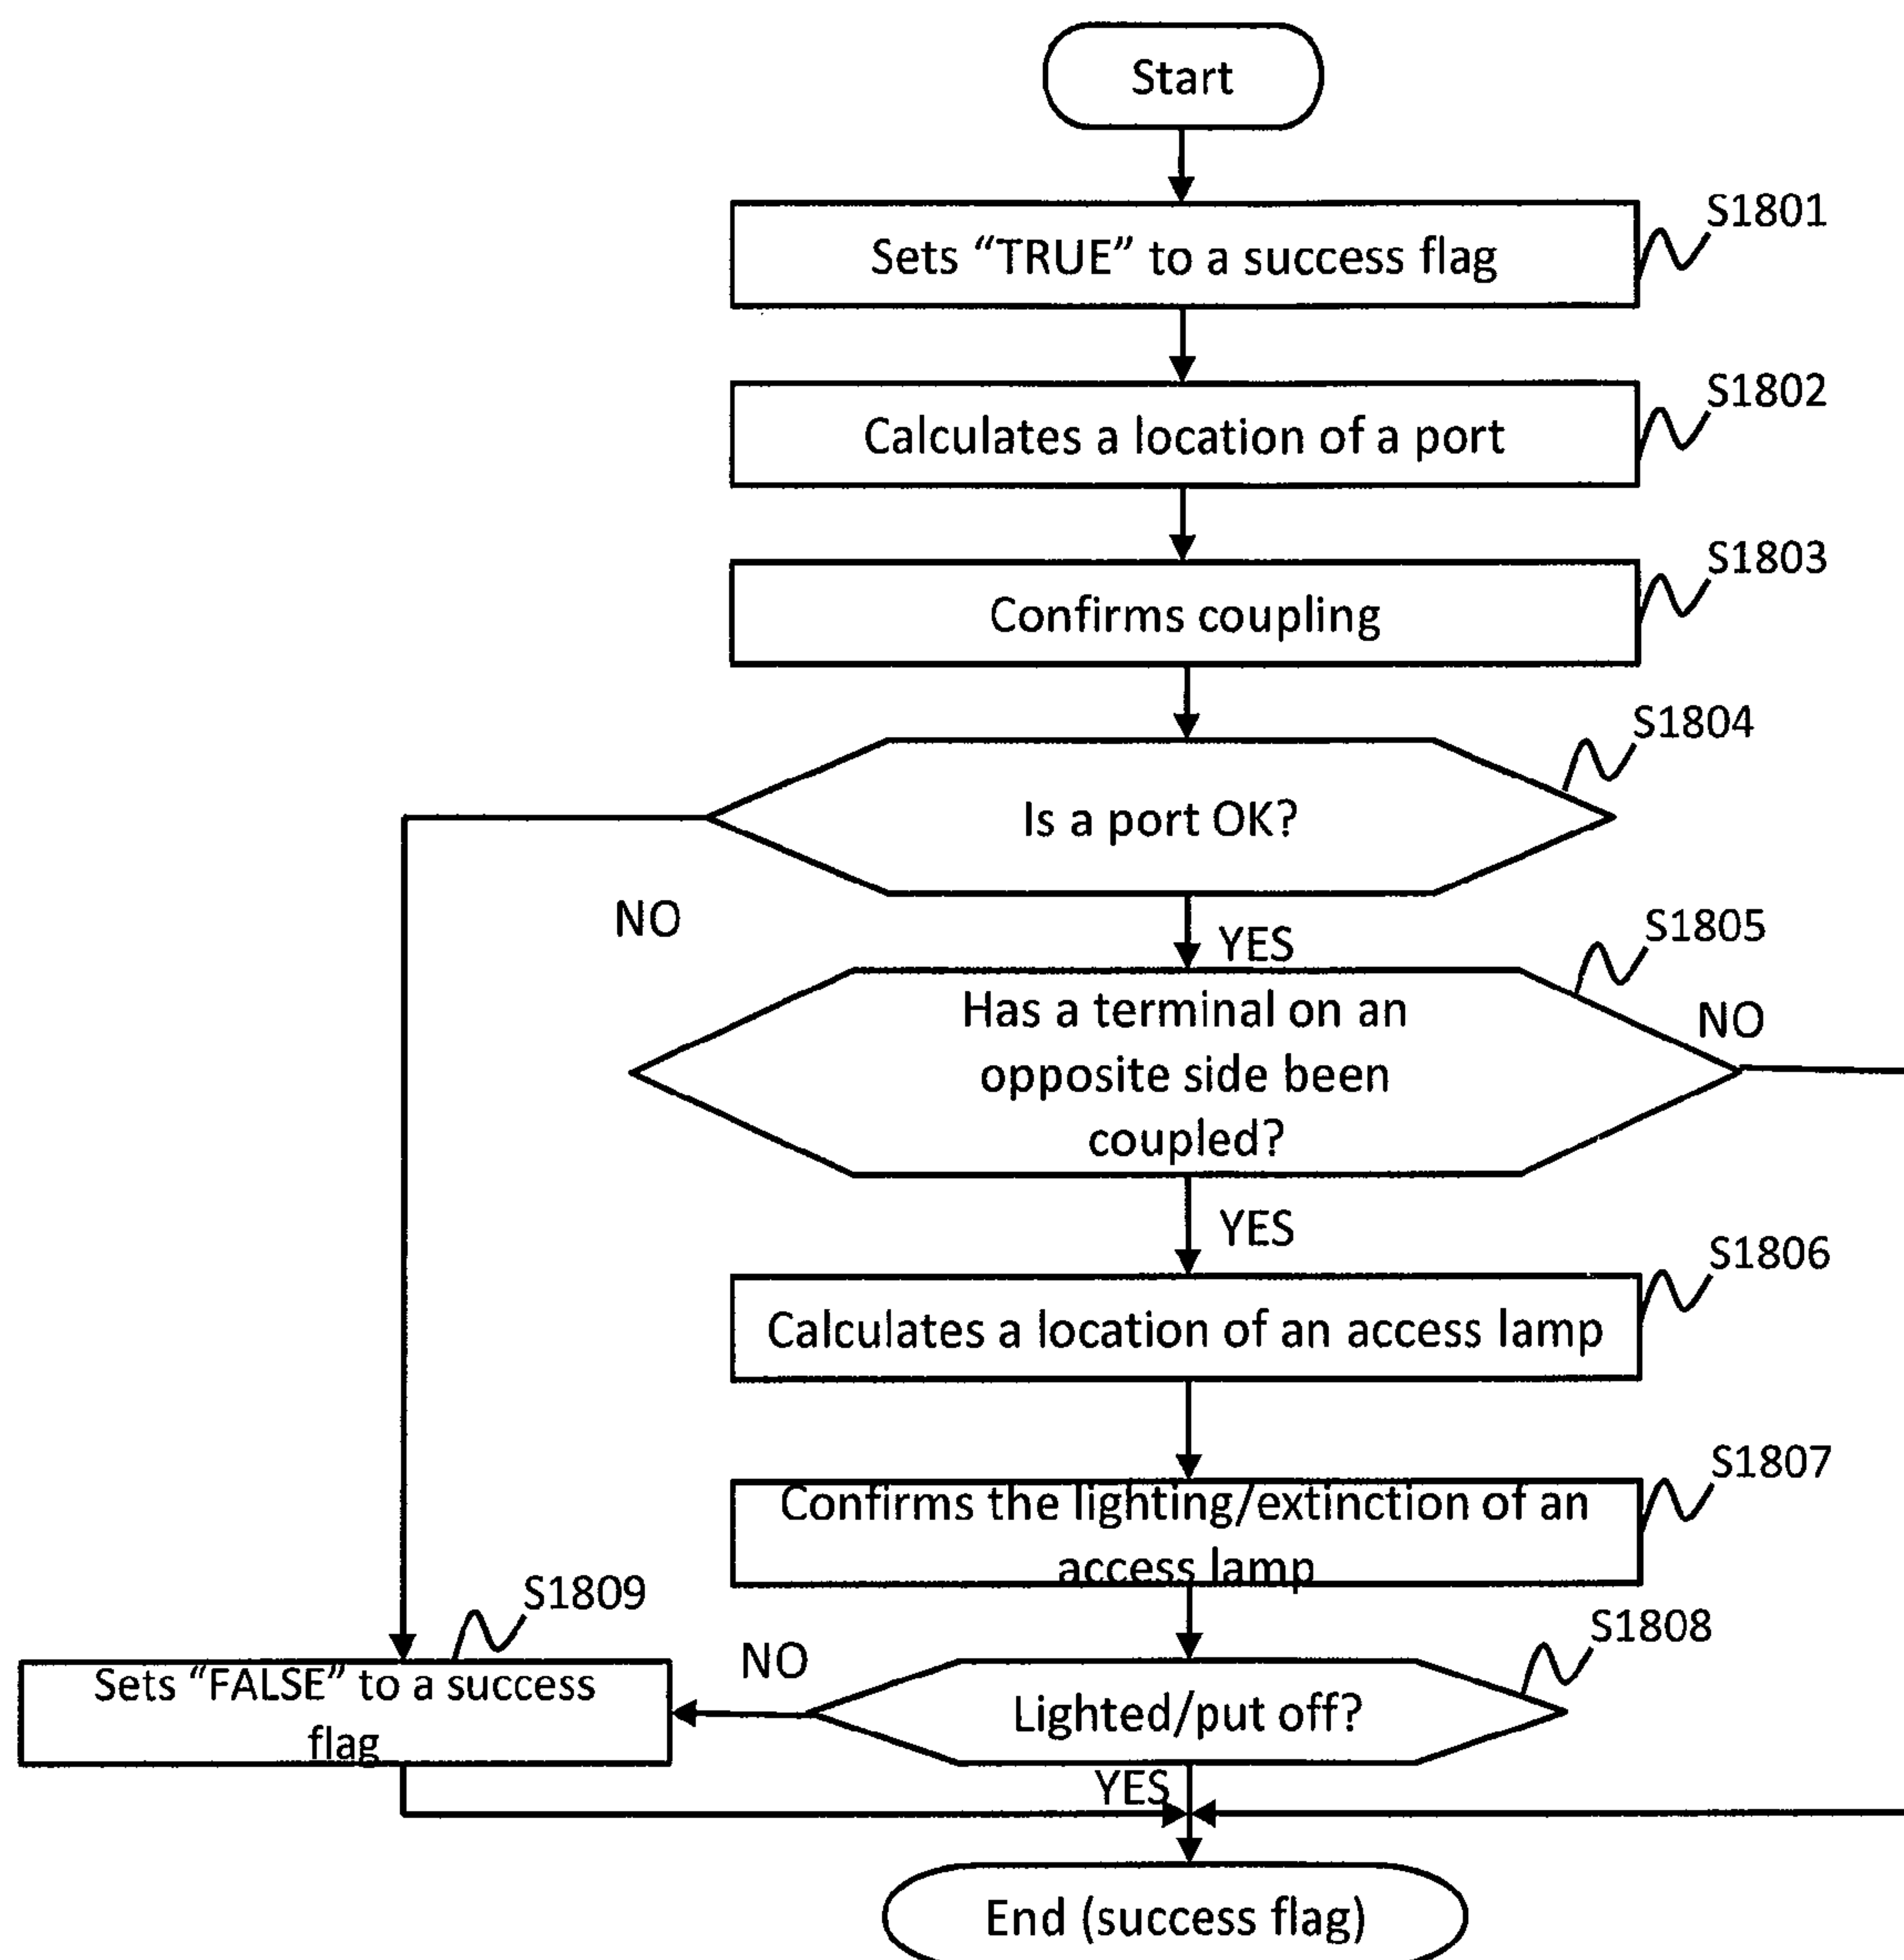 Start
S1801
Sets “TRUE” to a success flag
S1802
Calculates a location of a port
S1803
Confirms coupling
S1804
Is a port OK?
NO
YES
S1805
Has a terminal on an
opposite side been
coupled?
NO
YES
S1806
Calculates a location of an access lamp
S1807
Confirms the lighting/extinction of an
access lamp
S1809
Sets “FALSE” to a success
flag
NO
S1808
Lighted/put off?
YES
End (success flag)